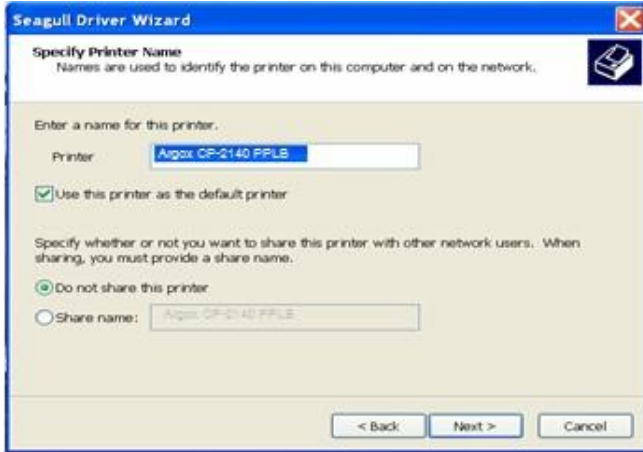 Seagull Driver Wizard
Specify Printer Name
Names are used to identify the printer on this computer and on the network.
Enter a name for this printer.
Printer
Argox CP-2140 PPLB
Use this printer as the default printer
Specify whether or not you want to share this printer with other network users. When
sharing, you must provide a share name.
Do not share this printer
Share name:
Argox CP-2140 PPLB
< Back
Next >
Cancel